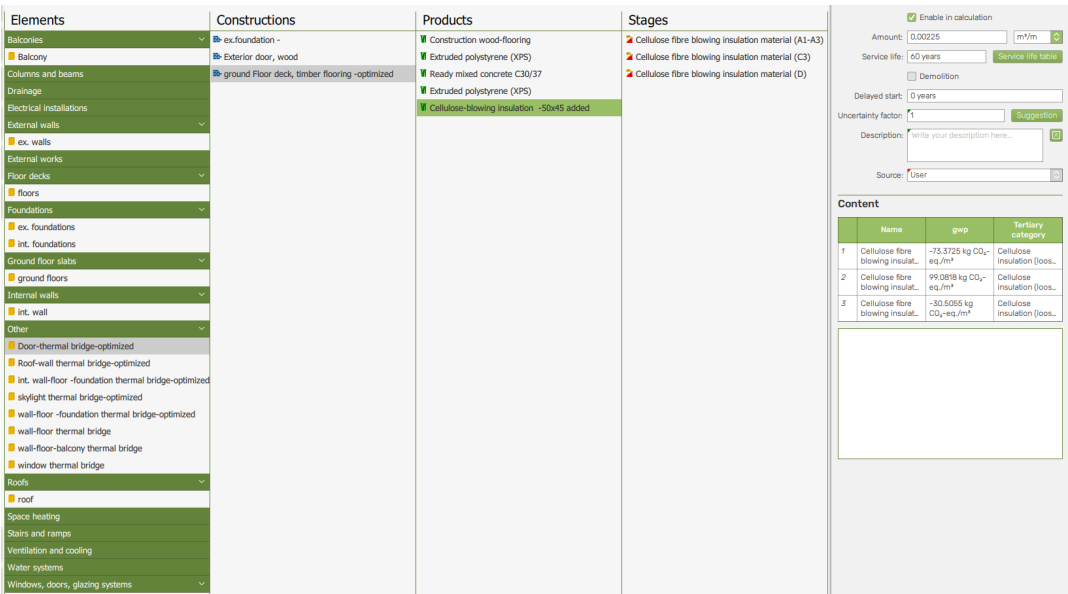 Elements
Balconies
Balcony
Columns and beams
Drainage
Electrical installations
External walls
ex. walls
External works
Floor decks
floors
Foundations
ex. foundations
int. foundations
Ground floor slabs
ground floors
Internal walls
int. wall
Other
Door-thermal bridge-optimized
Roof-wall thermal bridge-optimized
int. wall-floor -foundation thermal bridge-optimized
skylight thermal bridge-optimized
wall-floor -foundation thermal bridge-optimized
wall-floor thermal bridge
wall-floor-balcony thermal bridge
window thermal bridge
Roofs
roof
Space heating
Stairs and ramps
Ventilation and cooling
Water systems
Windows, doors, glazing systems
Constructions
ex.foundation -
Exterior door, wood
ground Floor deck, timber flooring -optimized
Products
Construction wood-flooring
Extruded polystyrene (XPS)
Ready mixed concrete C30/37
Extruded polystyrene (XPS)
Cellulose-blowing insulation -50x45 added
Stages
Cellulose fibre blowing insulation material (A1-A3)
Cellulose fibre blowing insulation material (C3)
Cellulose fibre blowing insulation material (D)
Enable in calculation
Amount: 0,00225 m³/m
Service life: 60 years Service life table
Demolition
Delayed start: 0 years
Uncertainty factor: 1 Suggestion
Description: Write your description here...
Source: User
Content
Name gwp Tertiary
category
1 Cellulose fibre -73.3725 kg CO₂- Cellulose
blowing insulat... eq./m³ insulation (loos...
2 Cellulose fibre 99.0818 kg CO₂- Cellulose
blowing insulat... eq./m³ insulation (loos...
3 Cellulose fibre -30.5055 kg Cellulose
blowing insulat... CO₂-eq./m³ insulation (loos...